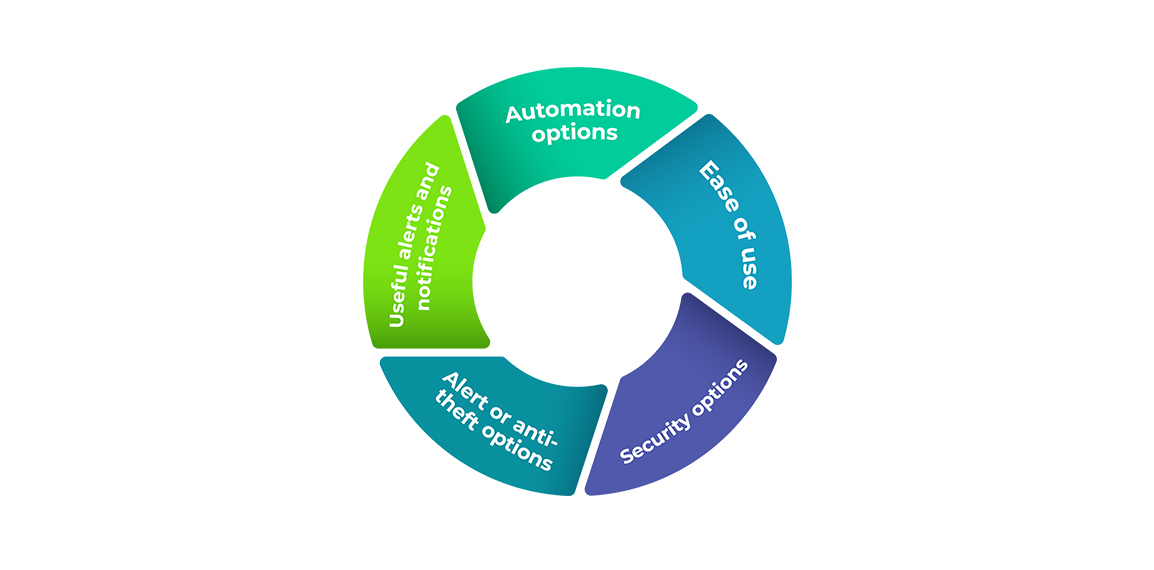 Automation
options
Ease of use
Security options
Alert or anti-
theft options
Useful alerts and
notifications